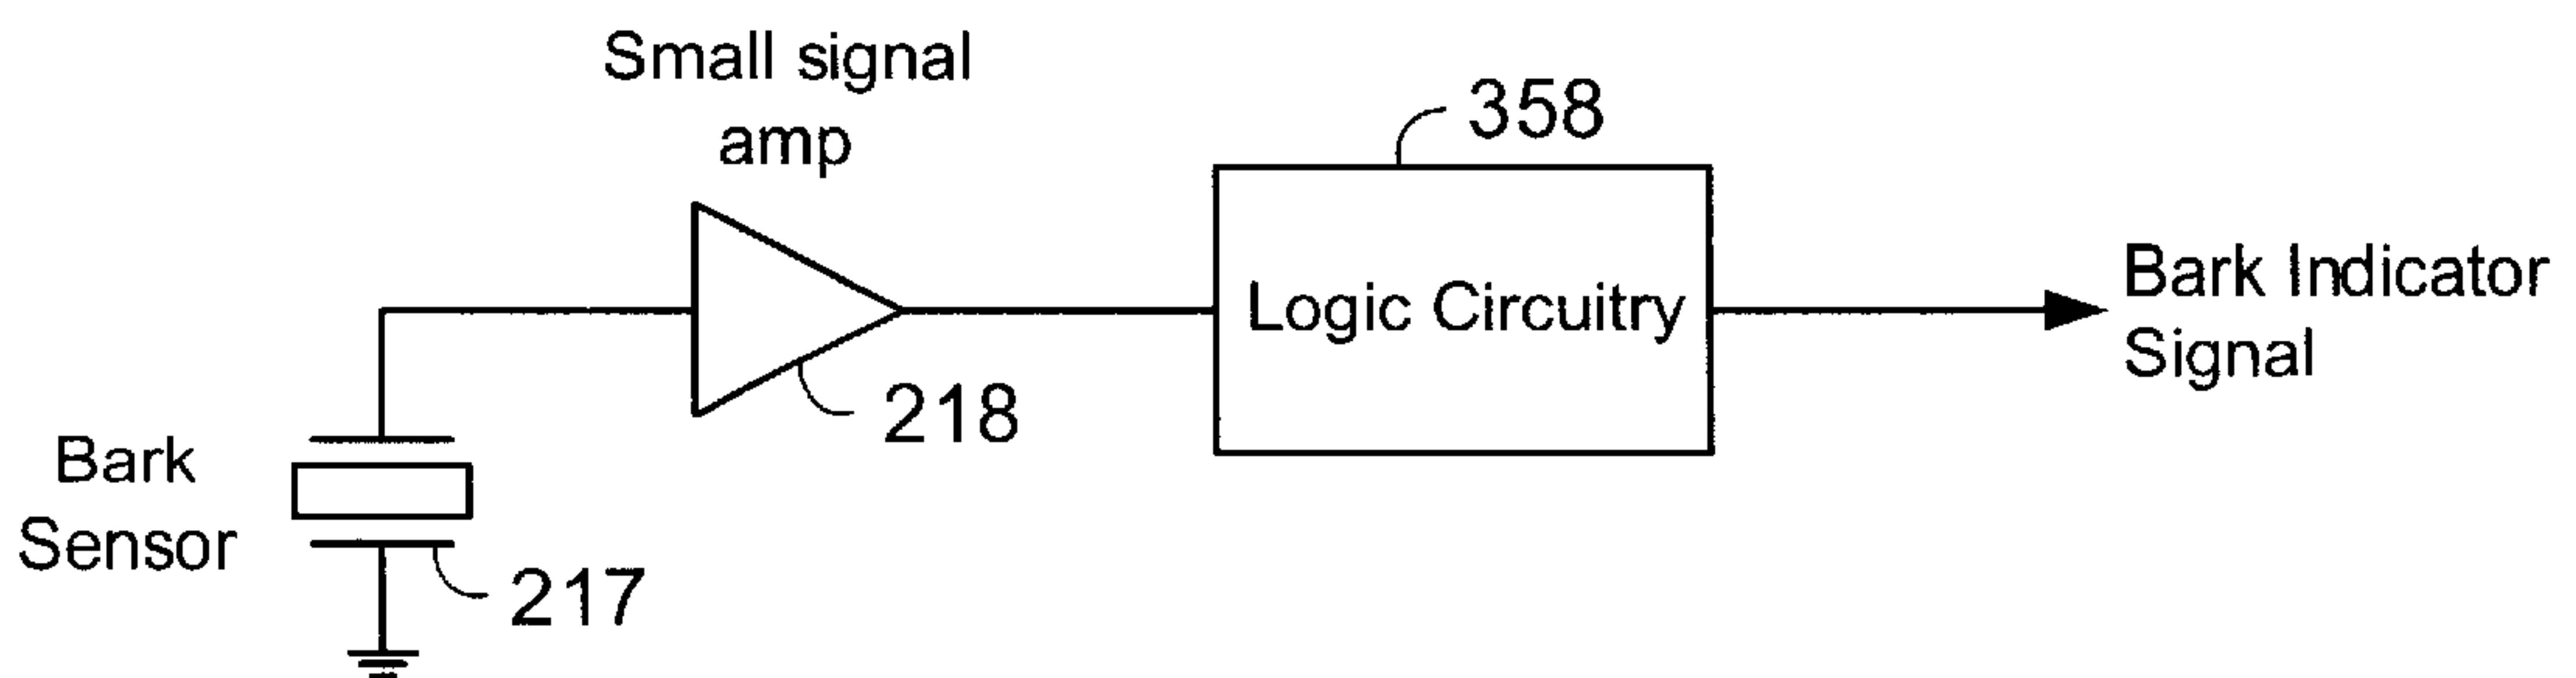 Small signal
amp
358
Logic Circuitry
Bark Indicator
Signal
218
Bark
Sensor
217